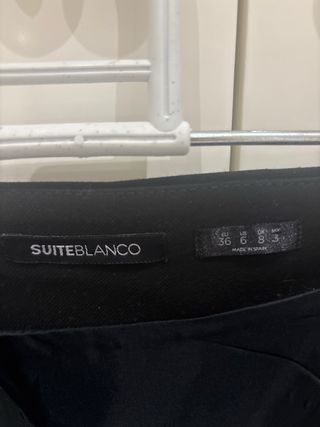 SUITEBLANCO
EU US UK MX
36 6 8 3
MADE IN SPAIN